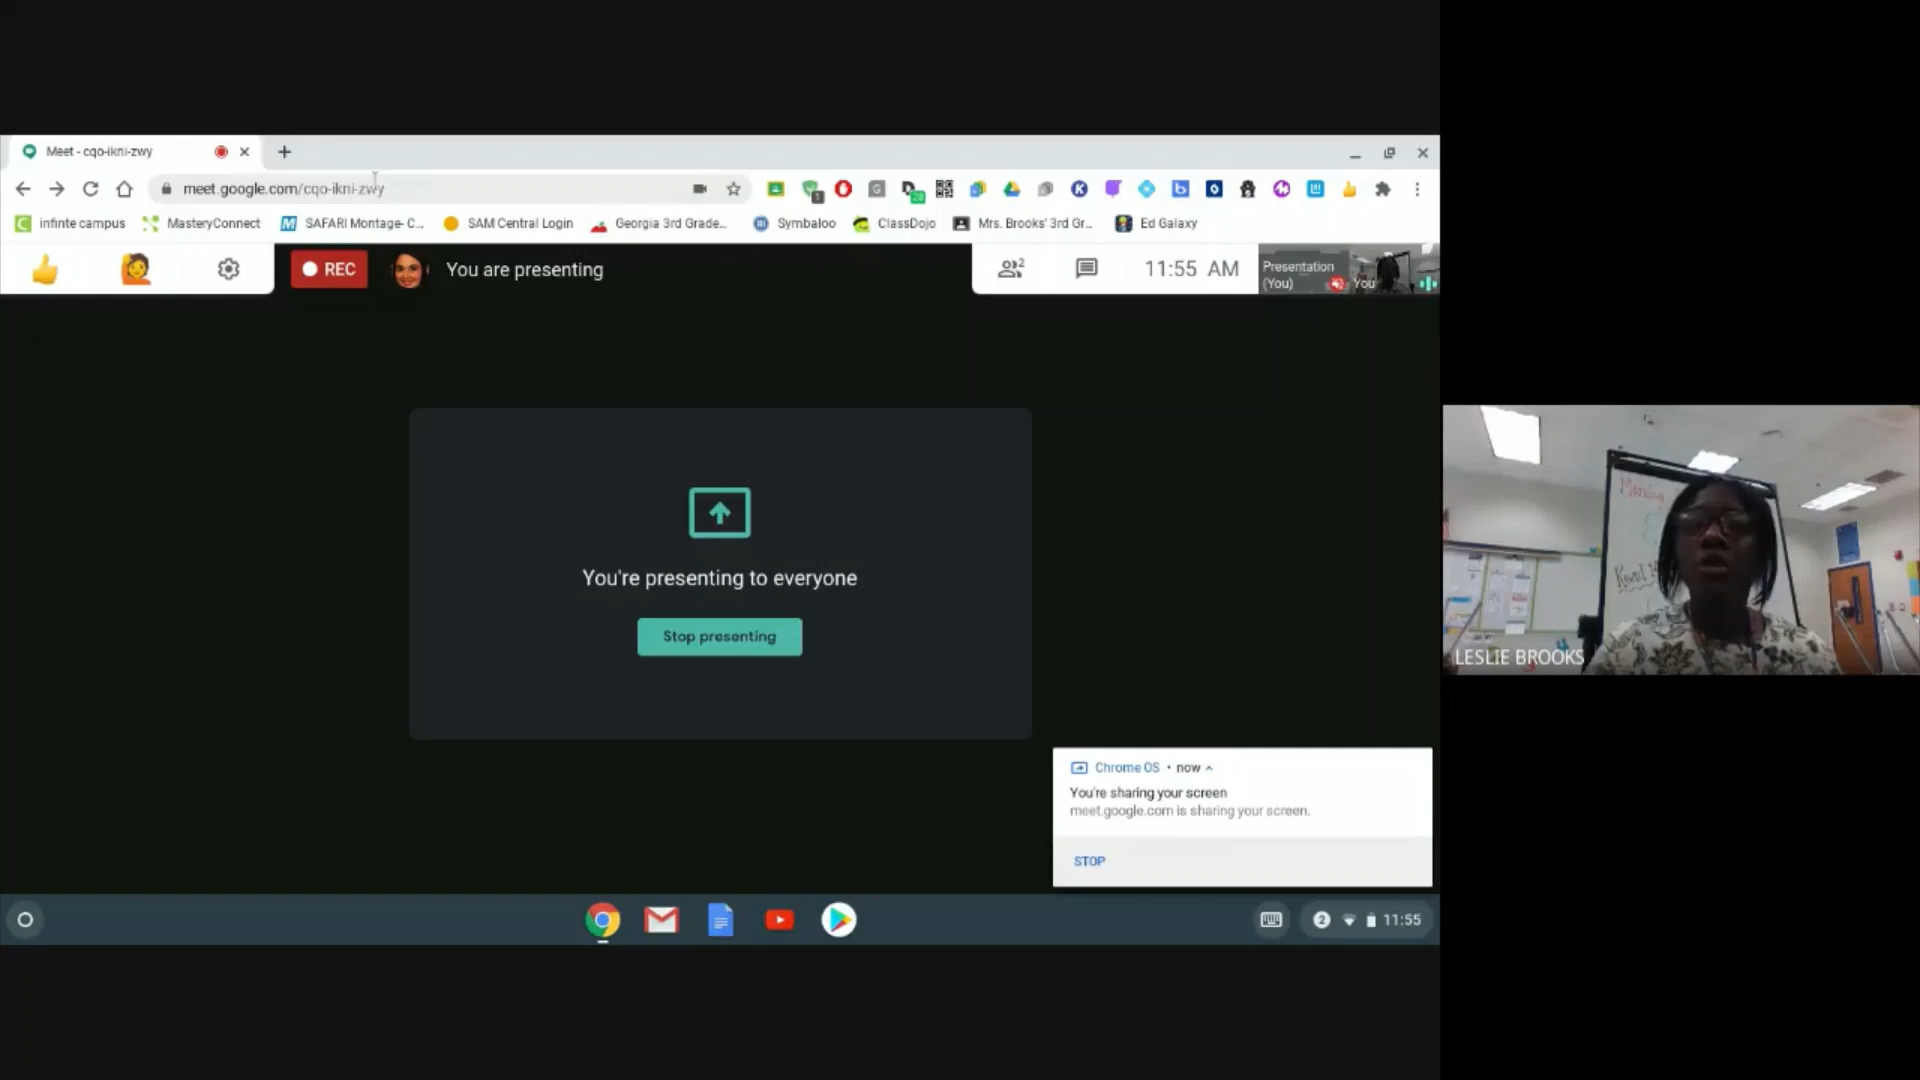 Meet - cqo-ikni-zwy
meet.google.com/cqo-ikni-zwy
infinte campus MasteryConnect SAFARI Montage- C... SAM Central Login Georgia 3rd Grade... Symbaloo ClassDojo Mrs. Brooks' 3rd Gr... Ed Galaxy
REC You are presenting 2 11:55 AM Presentation (You) You
You're presenting to everyone
Stop presenting
Chrome OS • now
You're sharing your screen
meet.google.com is sharing your screen.
STOP
2 11:55
Read
LESLIE BROOKS